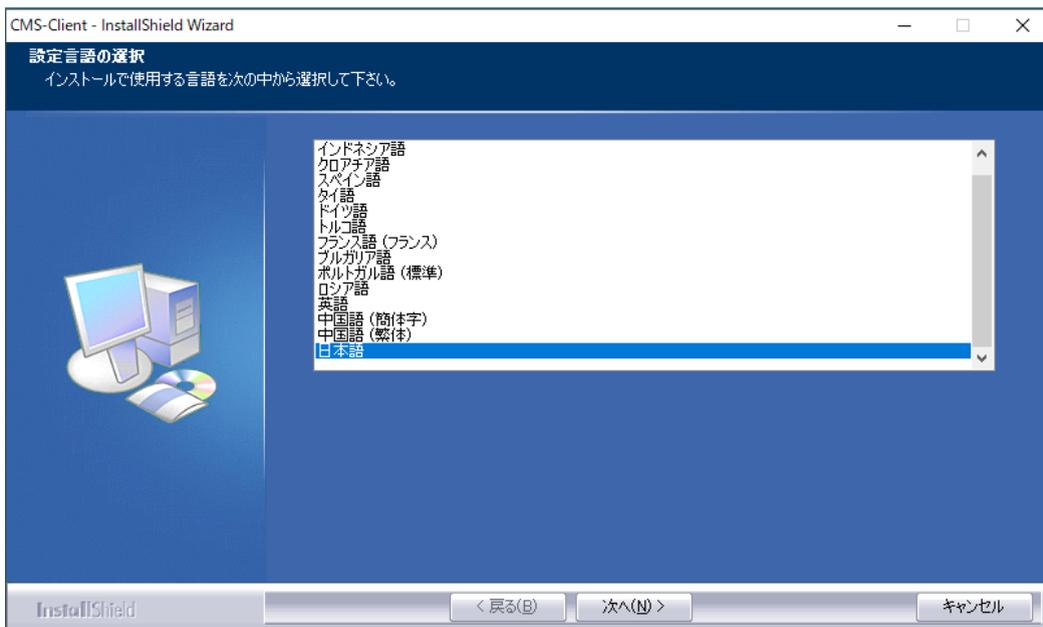 CMS-Client - InstallShield Wizard
設定言語の選択
インストールで使用する言語を次の中から選択して下さい。
インドネシア語
クロアチア語
スペイン語
タイ語
ドイツ語
トルコ語
フランス語 (フランス)
ブルガリア語
ポルトガル語 (標準)
ロシア語
英語
中国語 (簡体字)
中国語 (繁体)
日本語
InstallShield
< 戻る(B)
次へ(N) >
キャンセル